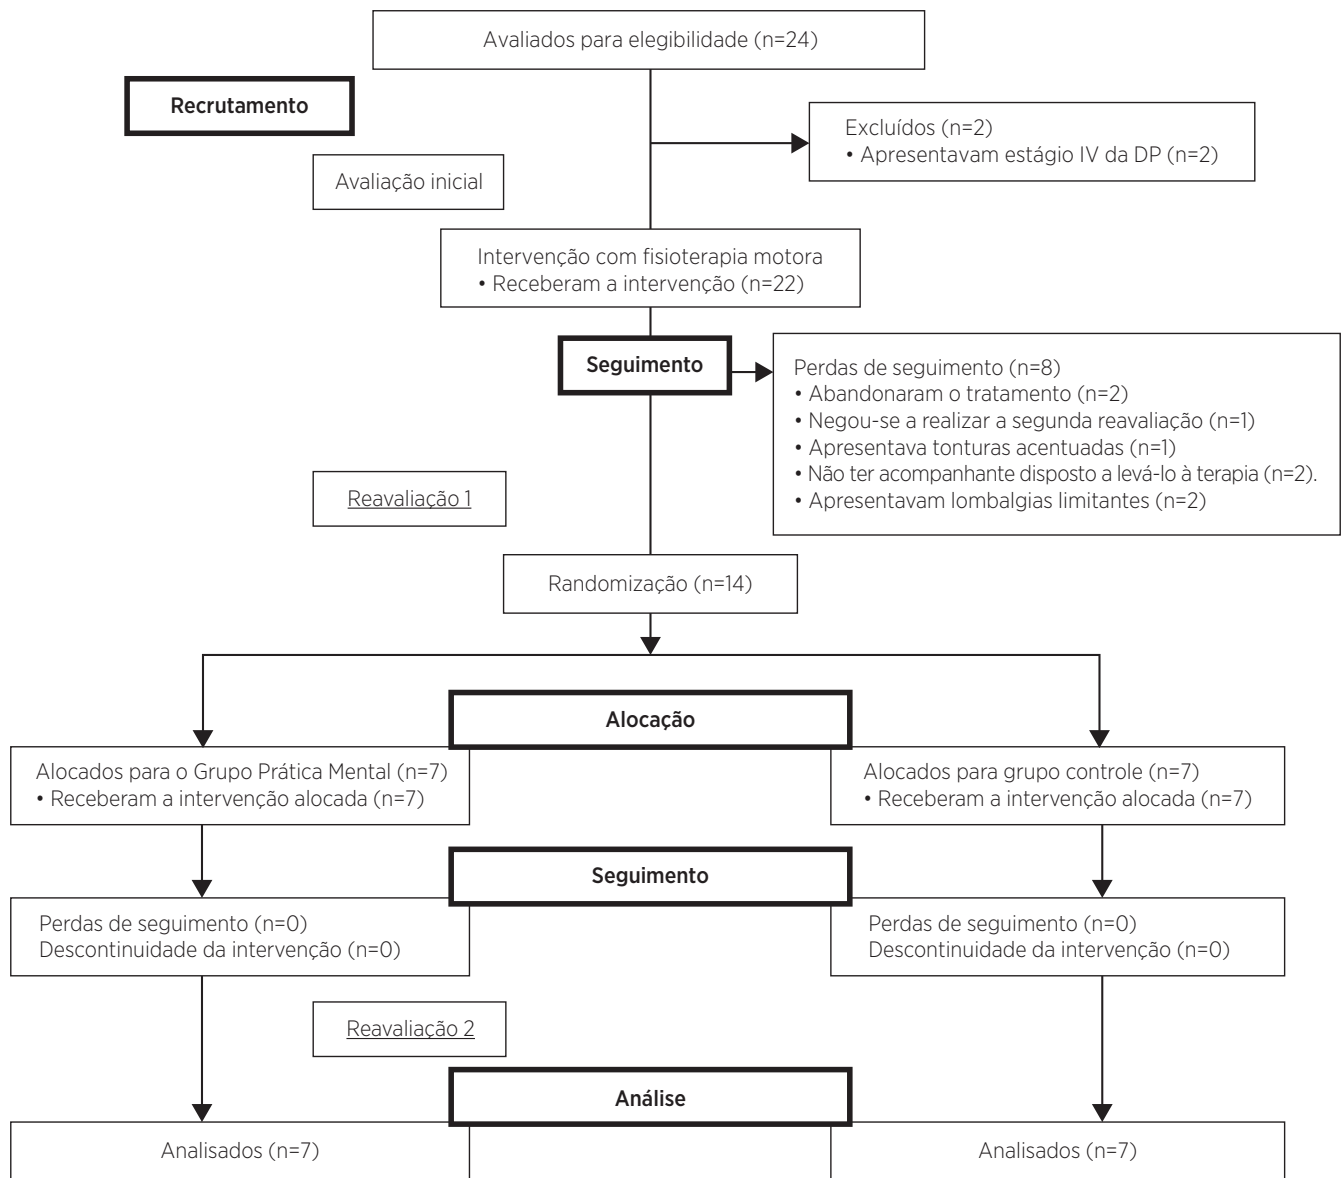 Avaliados para elegibilidade (n=24)
Recrutamento
Excluídos (n=2)
• Apresentavam estágio IV da DP (n=2)
Avaliação inicial
Intervenção com fisioterapia motora
• Receberam a intervenção (n=22)
Seguimento
Perdas de seguimento (n=8)
• Abandonaram o tratamento (n=2)
• Negou-se a realizar a segunda reavaliação (n=1)
• Apresentava tonturas acentuadas (n=1)
• Não ter acompanhante disposto a levá-lo à terapia (n=2).
• Apresentavam lombalgias limitantes (n=2)
Reavaliação 1
Randomização (n=14)
Alocação
Alocados para o Grupo Prática Mental (n=7)
• Receberam a intervenção alocada (n=7)
Alocados para grupo controle (n=7)
• Receberam a intervenção alocada (n=7)
Seguimento
Perdas de seguimento (n=0)
Descontinuidade da intervenção (n=0)
Perdas de seguimento (n=0)
Descontinuidade da intervenção (n=0)
Reavaliação 2
Análise
Analisados (n=7)
Analisados (n=7)